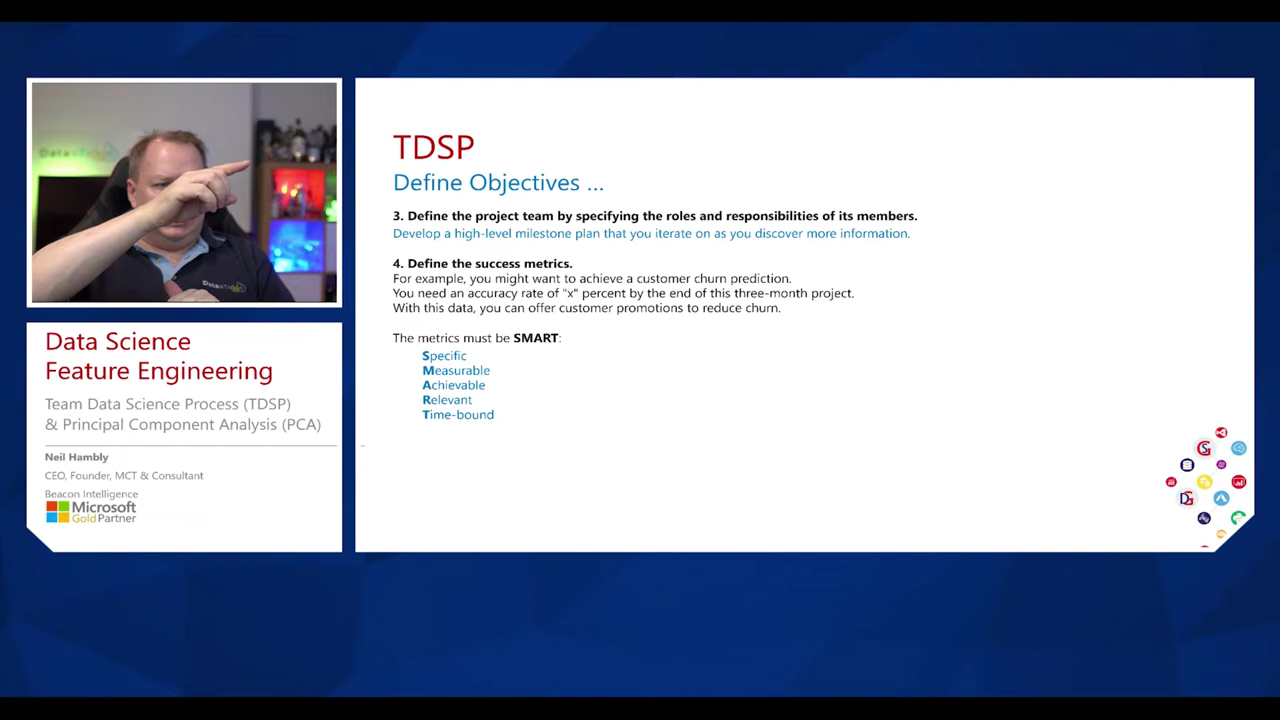 TDSP
Define Objectives ...
3. Define the project team by specifying the roles and responsibilities of its members.
Develop a high-level milestone plan that you iterate on as you discover more information.
4. Define the success metrics.
For example, you might want to achieve a customer churn prediction.
You need an accuracy rate of "x" percent by the end of this three-month project.
With this data, you can offer customer promotions to reduce churn.
The metrics must be SMART:
Specific
Measurable
Achievable
Relevant
Time-bound
Data Science
Feature Engineering
Team Data Science Process (TDSP)
& Principal Component Analysis (PCA)
Neil Hambly
CEO, Founder, MCT & Consultant
Beacon Intelligence
Microsoft
Gold Partner